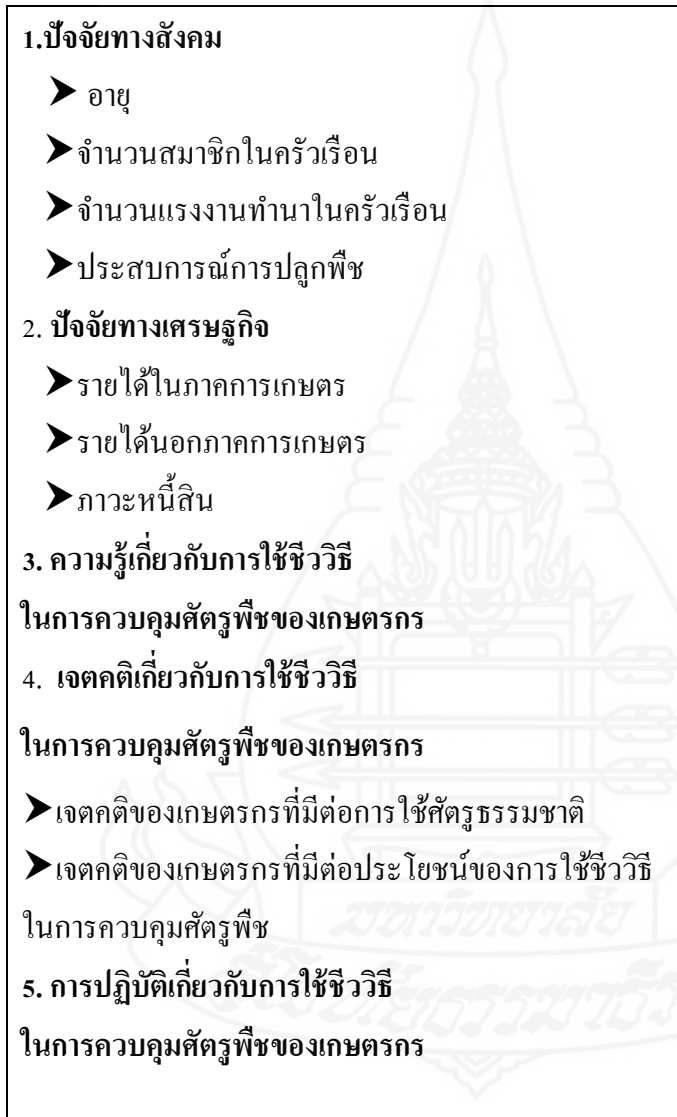 1.ปัจจัยทางสังคม
➤ อายุ
➤จำนวนสมาชิกในครัวเรือน
➤จำนวนแรงงานทำนาในครัวเรือน
➤ประสบการณ์การปลูกพืช
2. ปัจจัยทางเศรษฐกิจ
➤รายได้ในภาคการเกษตร
➤รายได้นอกภาคการเกษตร
➤ภาวะหนี้สิน
3. ความรู้เกี่ยวกับการใช้ชีววิธี
ในการควบคุมศัตรูพืชของเกษตรกร
4. เจตคติเกี่ยวกับการใช้ชีววิธี
ในการควบคุมศัตรูพืชของเกษตรกร
➤เจตคติของเกษตรกรที่มีต่อการใช้ศัตรูธรรมชาติ
➤เจตคติของเกษตรกรที่มีต่อประโยชน์ของการใช้ชีววิธี
ในการควบคุมศัตรูพืช
มหาวิทยาลัย
5. การปฏิบัติเกี่ยวกับการใช้ชีววิธี
ในการควบคุมศัตรูพืชของเกษตรกร